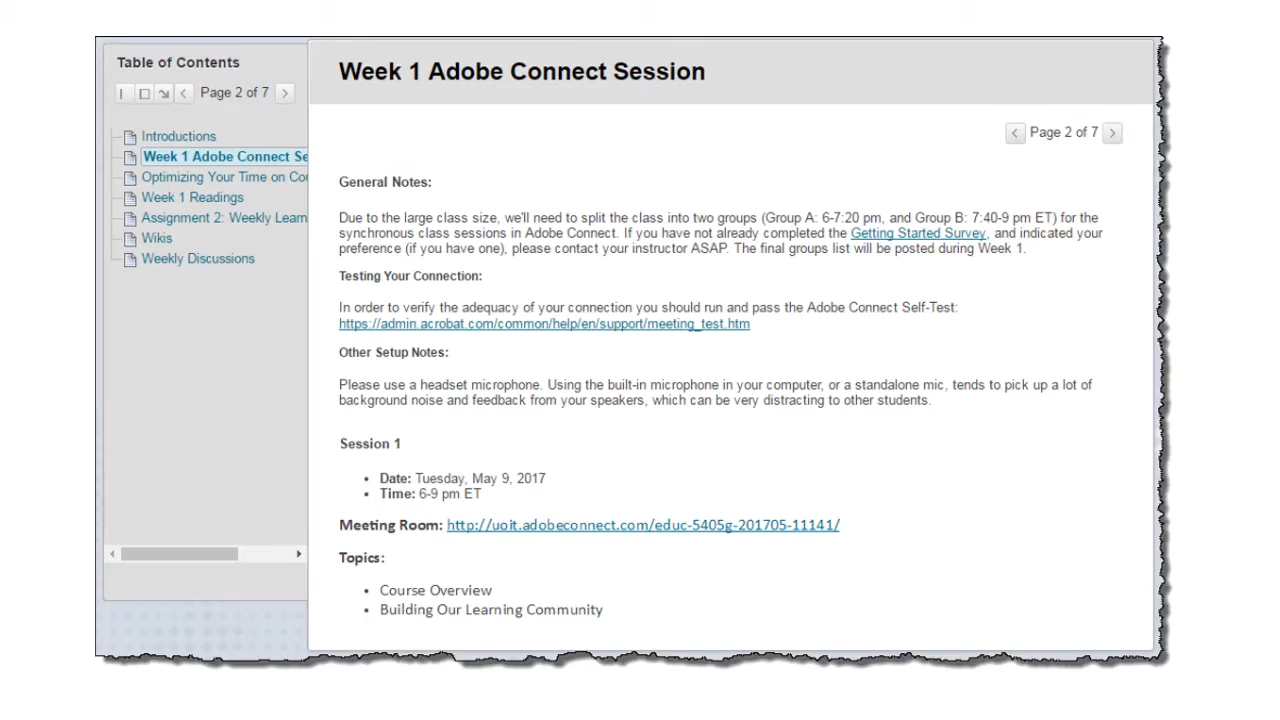 Table of Contents
Page 2 of 7
Introductions
Week 1 Adobe Connect Se
Optimizing Your Time on Cou
Week 1 Readings
Assignment 2: Weekly Learn
Wikis
Weekly Discussions
Week 1 Adobe Connect Session
Page 2 of 7
General Notes:
Due to the large class size, we'll need to split the class into two groups (Group A: 6-7:20 pm, and Group B: 7:40-9 pm ET) for the
synchronous class sessions in Adobe Connect. If you have not already completed the Getting Started Survey, and indicated your
preference (if you have one), please contact your instructor ASAP. The final groups list will be posted during Week 1.
Testing Your Connection:
In order to verify the adequacy of your connection you should run and pass the Adobe Connect Self-Test:
https://admin.acrobat.com/common/help/en/support/meeting_test.htm
Other Setup Notes:
Please use a headset microphone. Using the built-in microphone in your computer, or a standalone mic, tends to pick up a lot of
background noise and feedback from your speakers, which can be very distracting to other students.
Session 1
• Date: Tuesday, May 9, 2017
• Time: 6-9 pm ET
Meeting Room: http://uoit.adobeconnect.com/educ-5405g-201705-11141/
Topics:
• Course Overview
• Building Our Learning Community